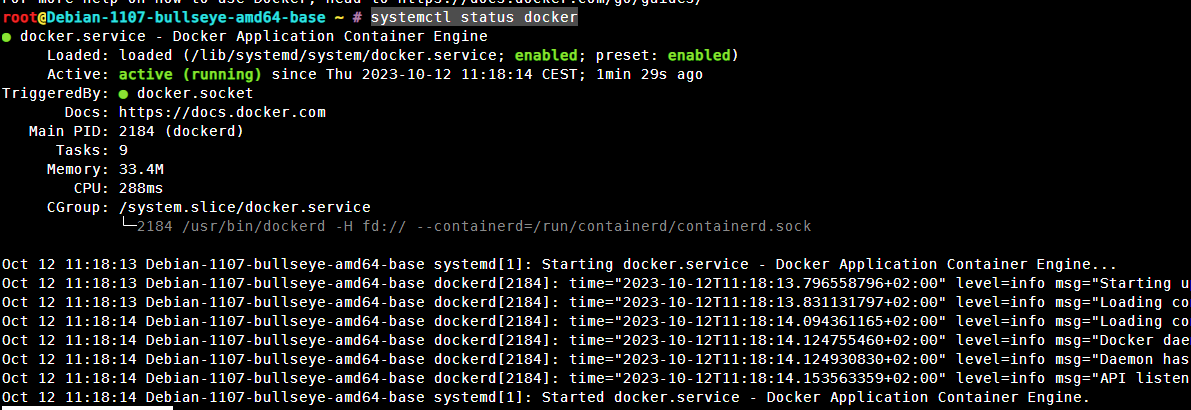 For more help on how to use Docker, head to https://docs.docker.com/go/guides/
root@Debian-1107-bullseye-amd64-base ~ # systemctl status docker
● docker.service - Docker Application Container Engine
Loaded: loaded (/lib/systemd/system/docker.service; enabled; preset: enabled)
Active: active (running) since Thu 2023-10-12 11:18:14 CEST; 1min 29s ago
TriggeredBy: ● docker.socket
Docs: https://docs.docker.com
Main PID: 2184 (dockerd)
Tasks: 9
Memory: 33.4M
CPU: 288ms
CGroup: /system.slice/docker.service
└─2184 /usr/bin/dockerd -H fd:// --containerd=/run/containerd/containerd.sock
Oct 12 11:18:13 Debian-1107-bullseye-amd64-base systemd[1]: Starting docker.service - Docker Application Container Engine...
Oct 12 11:18:13 Debian-1107-bullseye-amd64-base dockerd[2184]: time="2023-10-12T11:18:13.796558796+02:00" level=info msg="Starting u
Oct 12 11:18:13 Debian-1107-bullseye-amd64-base dockerd[2184]: time="2023-10-12T11:18:13.831131797+02:00" level=info msg="Loading co
Oct 12 11:18:14 Debian-1107-bullseye-amd64-base dockerd[2184]: time="2023-10-12T11:18:14.094361165+02:00" level=info msg="Loading co
Oct 12 11:18:14 Debian-1107-bullseye-amd64-base dockerd[2184]: time="2023-10-12T11:18:14.124755460+02:00" level=info msg="Docker dae
Oct 12 11:18:14 Debian-1107-bullseye-amd64-base dockerd[2184]: time="2023-10-12T11:18:14.124930830+02:00" level=info msg="Daemon has
Oct 12 11:18:14 Debian-1107-bullseye-amd64-base dockerd[2184]: time="2023-10-12T11:18:14.153563359+02:00" level=info msg="API listen
Oct 12 11:18:14 Debian-1107-bullseye-amd64-base systemd[1]: Started docker.service - Docker Application Container Engine.